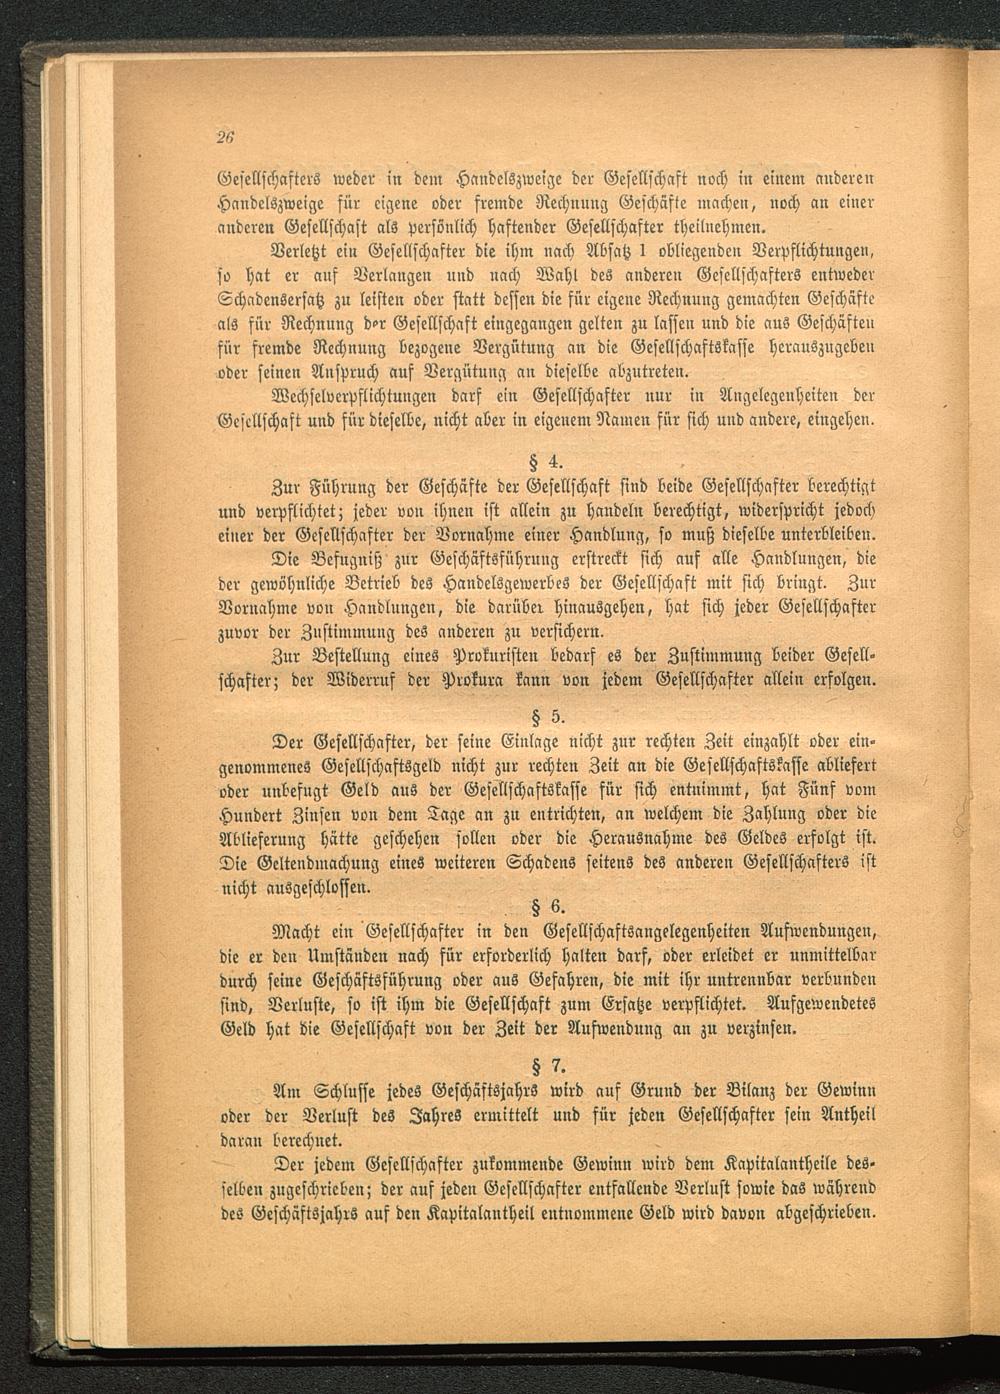 26
Gesellschafters weder in dem Handelszweige der Gesellschaft noch in einem anderen
Handelszweige für eigene oder fremde Rechnung Geschäfte machen, noch an einer
anderen Gesellschaft als persönlich haftender Gesellschafter theilnehmen.
Verletzt ein Gesellschafter die ihm nach Absatz 1 obliegenden Verpflichtungen,
so hat er auf Verlangen und nach Wahl des anderen Gesellschafters entweder
Schadensersatz zu leisten oder statt dessen die für eigene Rechnung gemachten Geschäfte
als für Rechnung der Gesellschaft eingegangen gelten zu lassen und die aus Geschäften
für fremde Rechnung bezogene Vergütung an die Gesellschaftskasse herauszugeben
oder seinen Anspruch auf Vergütung an dieselbe abzutreten.
Wechselverpflichtungen darf ein Gesellschafter nur in Angelegenheiten der
Gesellschaft und für dieselbe, nicht aber in eigenem Namen für sich und andere, eingehen.
§ 4.
Zur Führung der Geschäfte der Gesellschaft sind beide Gesellschafter berechtigt
und verpflichtet; jeder von ihnen ist allein zu handeln berechtigt, widerspricht jedoch
einer der Gesellschafter der Vornahme einer Handlung, so muß dieselbe unterbleiben.
Die Befugniß zur Geschäftsführung erstreckt sich auf alle Handlungen, die
der gewöhnliche Betrieb des Handelsgewerbes der Gesellschaft mit sich bringt. Zur
Vornahme von Handlungen, die darüber hinausgehen, hat sich jeder Gesellschafter
zuvor der Zustimmung des anderen zu versichern.
Zur Bestellung eines Prokuristen bedarf es der Zustimmung beider Gesell-
schafter; der Widerruf der Prokura kann von jedem Gesellschafter allein erfolgen.
§ 5.
Der Gesellschafter, der seine Einlage nicht zur rechten Zeit einzahlt oder ein-
genommenes Gesellschaftsgeld nicht zur rechten Zeit an die Gesellschaftskasse abliefert
oder unbefugt Geld aus der Gesellschaftskasse für sich entnimmt, hat Fünf vom
Hundert Zinsen von dem Tage an zu entrichten, an welchem die Zahlung oder die
Ablieferung hätte geschehen sollen oder die Herausnahme des Geldes erfolgt ist.
Die Geltendmachung eines weiteren Schadens seitens des anderen Gesellschafters ist
nicht ausgeschlossen.
§ 6.
Macht ein Gesellschafter in den Gesellschaftsangelegenheiten Aufwendungen,
die er den Umständen nach für erforderlich halten darf, oder erleidet er unmittelbar
durch seine Geschäftsführung oder aus Gefahren, die mit ihr untrennbar verbunden
sind, Verluste, so ist ihm die Gesellschaft zum Ersatze verpflichtet. Aufgewendetes
Geld hat die Gesellschaft von der Zeit der Aufwendung an zu verzinsen.
§ 7.
Am Schlusse jedes Geschäftsjahrs wird auf Grund der Bilanz der Gewinn
oder der Verlust des Jahres ermittelt und für jeden Gesellschafter sein Antheil
daran berechnet.
Der jedem Gesellschafter zukommende Gewinn wird dem Kapitalantheile des-
selben zugeschrieben; der auf jeden Gesellschafter entfallende Verlust sowie das während
des Geschäftsjahrs auf den Kapitalantheil entnommene Geld wird davon abgeschrieben.